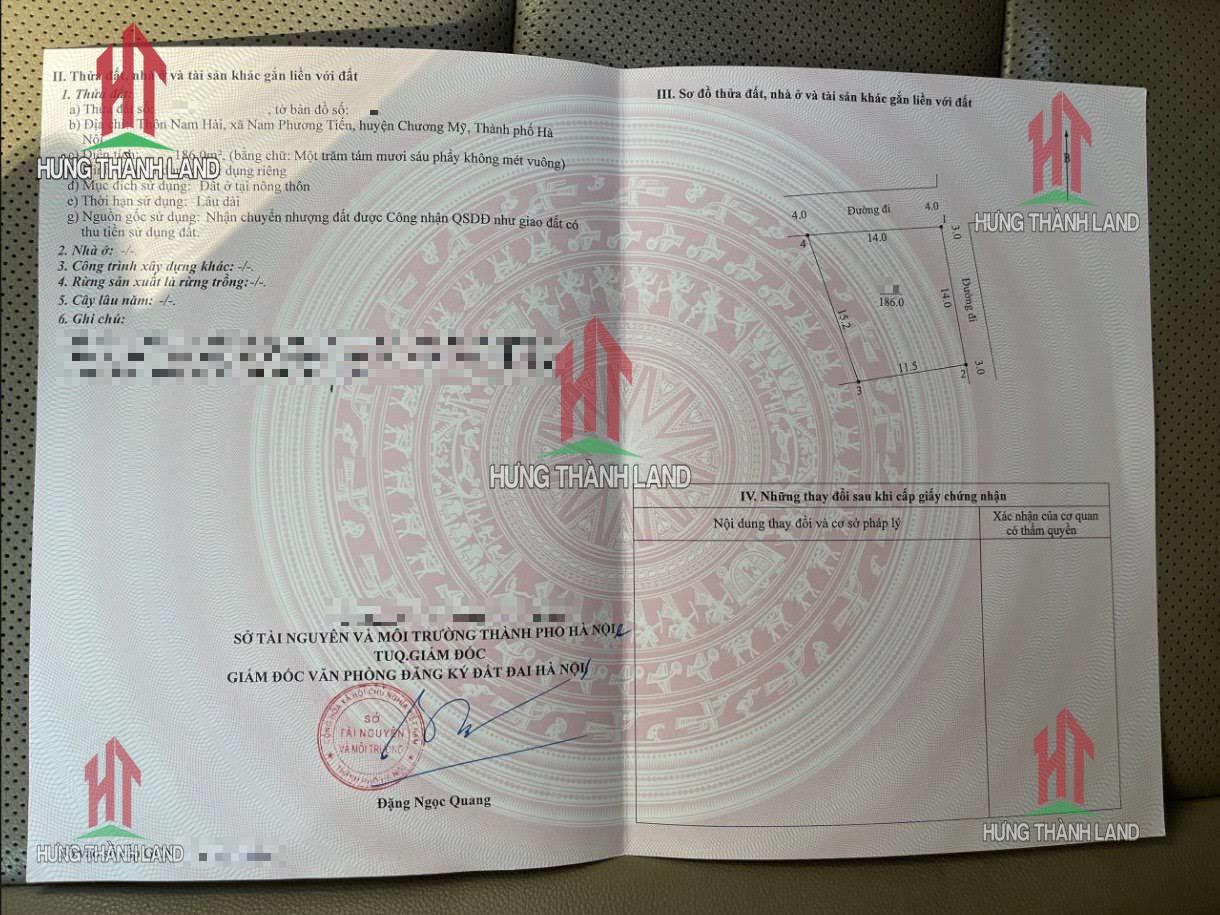 II. Thửa đất, nhà ở và tài sản khác gắn liền với đất
1. Thửa đất:
a) Thửa đất số: , tờ bản đồ số:
b) Địa chỉ: Thôn Nam Hải, xã Nam Phương Tiến, huyện Chương Mỹ, Thành phố Hà
Nội
c) Diện tích: 186.0m², (bằng chữ: Một trăm tám mươi sáu phẩy không mét vuông)
dụng riêng
đ) Mục đích sử dụng: Đất ở tại nông thôn
e) Thời hạn sử dụng: Lâu dài
g) Nguồn gốc sử dụng: Nhận chuyển nhượng đất được Công nhận QSDĐ như giao đất có
thu tiền sử dụng đất.
2. Nhà ở: -/-
3. Công trình xây dựng khác: -/-.
4. Rừng sản xuất là rừng trồng:-/-.
5. Cây lâu năm: -/-.
6. Ghi chú:
SỞ TÀI NGUYÊN VÀ MÔI TRƯỜNG THÀNH PHỐ HÀ NỘI
TUQ.GIÁM ĐỐC
GIÁM ĐỐC VĂN PHÒNG ĐĂNG KÝ ĐẤT ĐAI HÀ NỘI
SỞ
TÀI NGUYÊN
VÀ MÔI TRƯỜNG
Đặng Ngọc Quang
III. Sơ đồ thửa đất, nhà ở và tài sản khác gắn liền với đất
B
4.0 Đường đi 4.0
4 14.0 1 3.0
186.0
15.2
14.0
Đường đi
11.5
3 2 3.0
IV. Những thay đổi sau khi cấp giấy chứng nhận
Nội dung thay đổi và cơ sở pháp lý
Xác nhận của cơ quan
có thẩm quyền
HƯNG THÀNH LAND
HƯNG THÀNH LAND
HƯNG THÀNH LAND
HƯNG THÀNH LAND
HƯNG THÀNH LAND